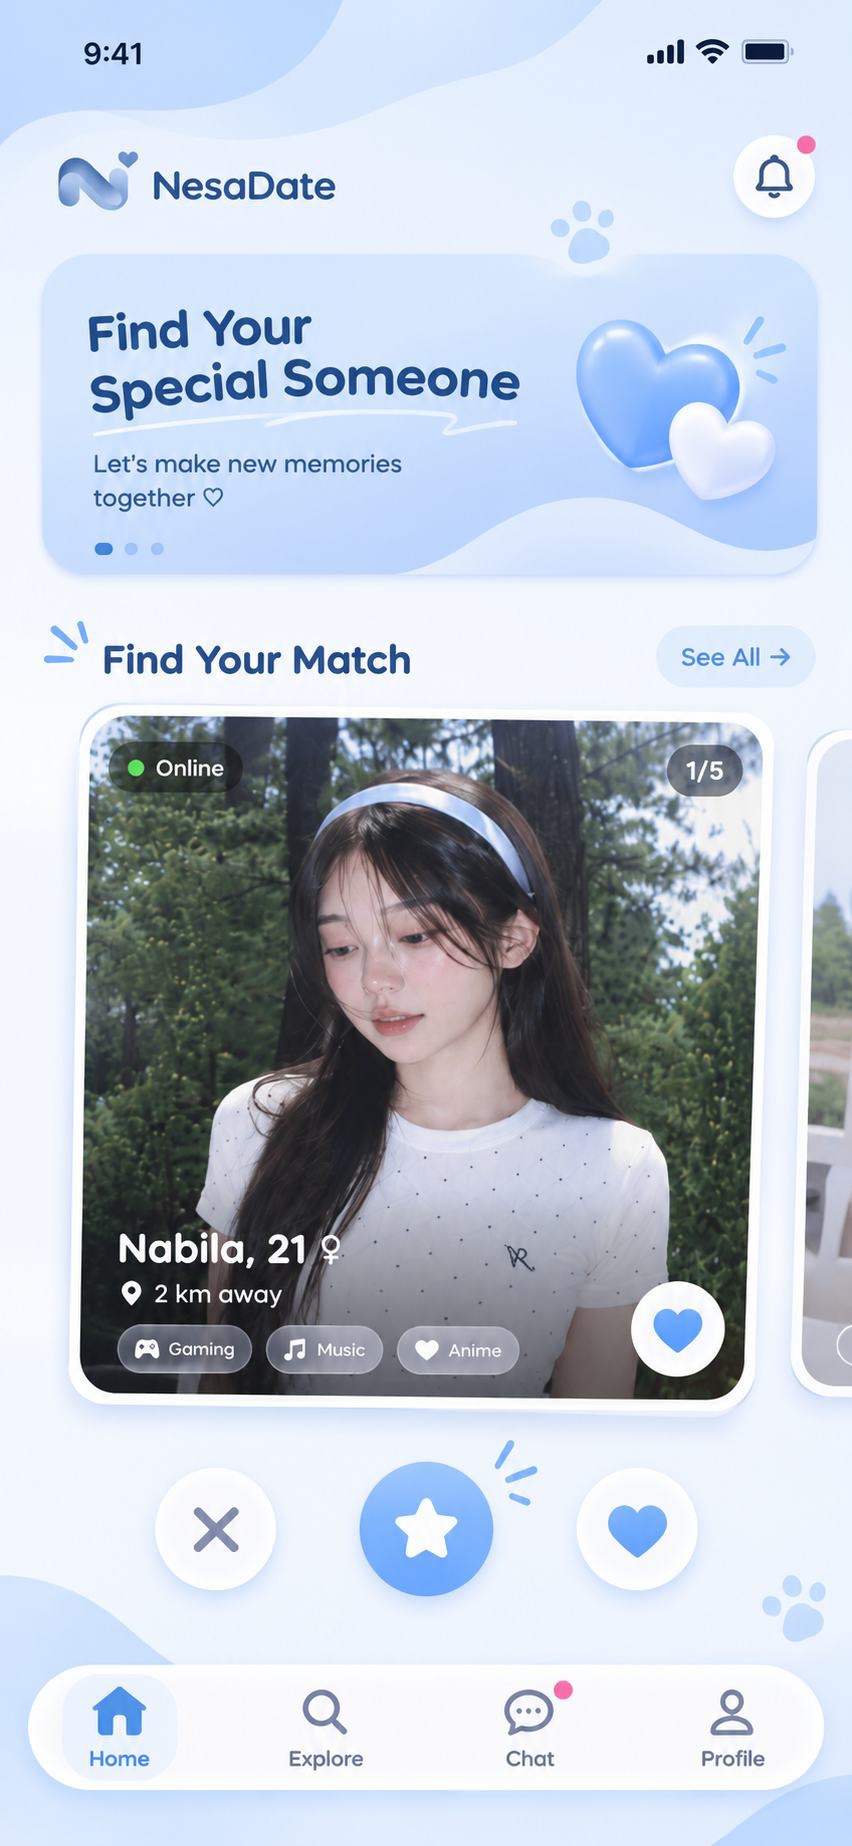 9:41
NesaDate
Find Your
Special Someone
Let's make new memories
together ♡
Find Your Match
See All →
Online
1/5
Nabila, 21 ♀
2 km away
Gaming
Music
Anime
Home
Explore
Chat
Profile